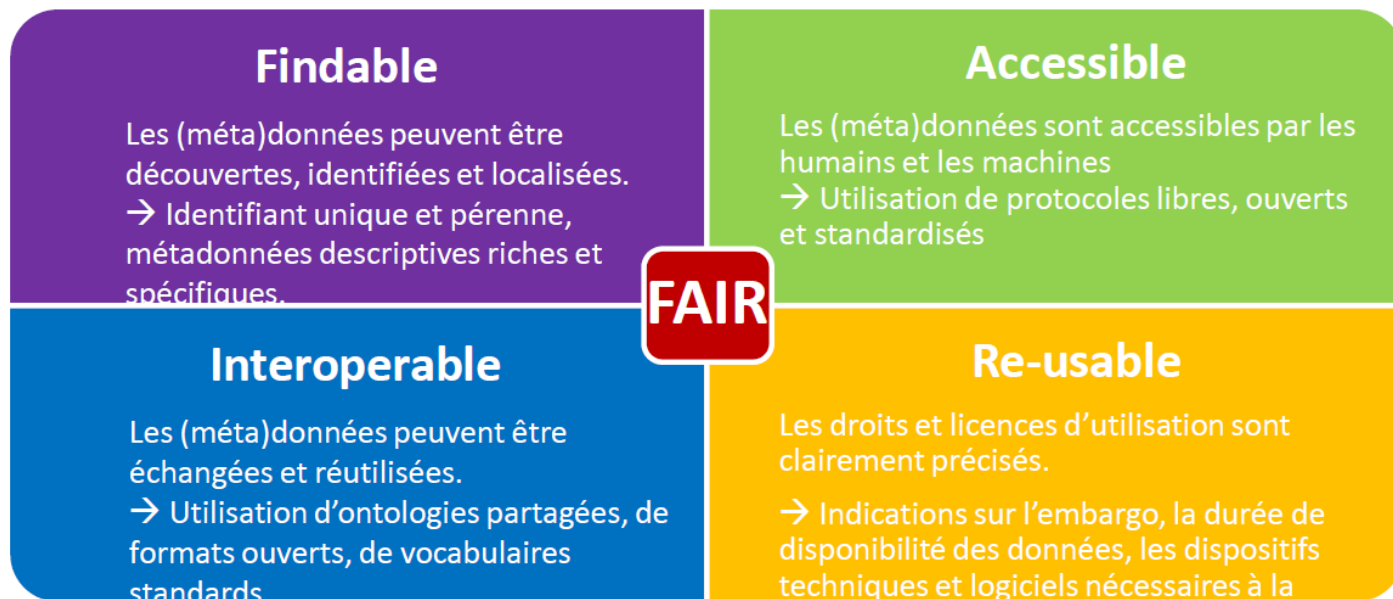 Findable
Les (méta)données peuvent être
découvertes, identifiées et localisées.
→ Identifiant unique et pérenne,
métadonnées descriptives riches et
spécifiques.
Accessible
Les (méta)données sont accessibles par les
humains et les machines
→ Utilisation de protocoles libres, ouverts
et standardisés
FAIR
Interoperable
Les (méta)données peuvent être
échangées et réutilisées.
→ Utilisation d’ontologies partagées, de
formats ouverts, de vocabulaires
standards
Re-usable
Les droits et licences d’utilisation sont
clairement précisés.
→ Indications sur l’embargo, la durée de
disponibilité des données, les dispositifs
techniques et logiciels nécessaires à la